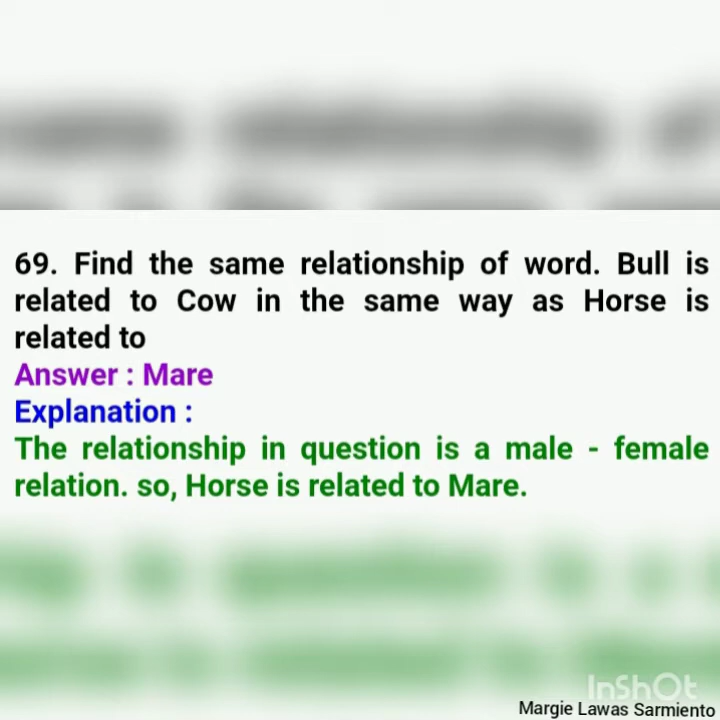 69. Find the same relationship of word. Bull is
related to Cow in the same way as Horse is
related to
Answer : Mare
Explanation :
The relationship in question is a male - female
relation. so, Horse is related to Mare.
InShOt
Margie Lawas Sarmiento